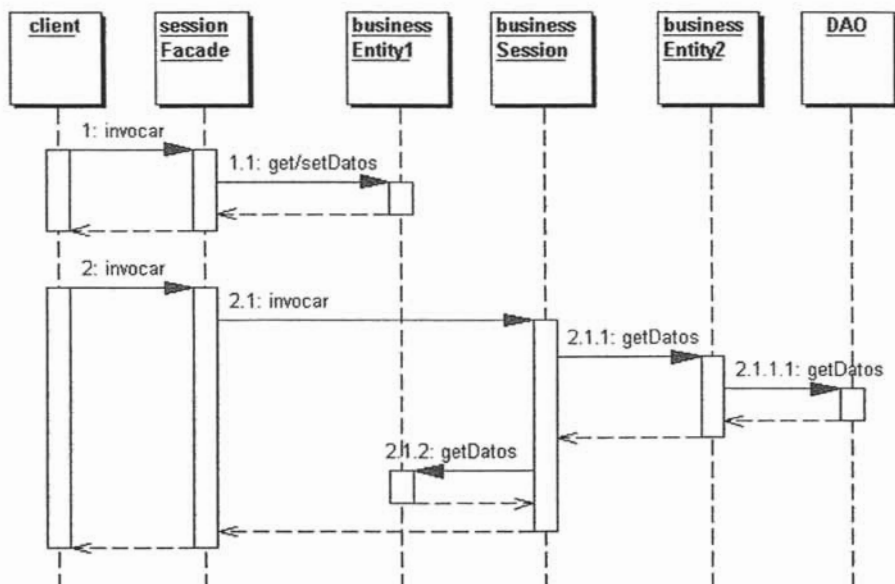 client
session
Facade
business
Entity1
business
Session
business
Entity2
DAO
1: invocar
1.1: get/setDatos
2: invocar
2.1: invocar
2.1.1: getDatos
2.1.1.1: getDatos
2.1.2: getDatos